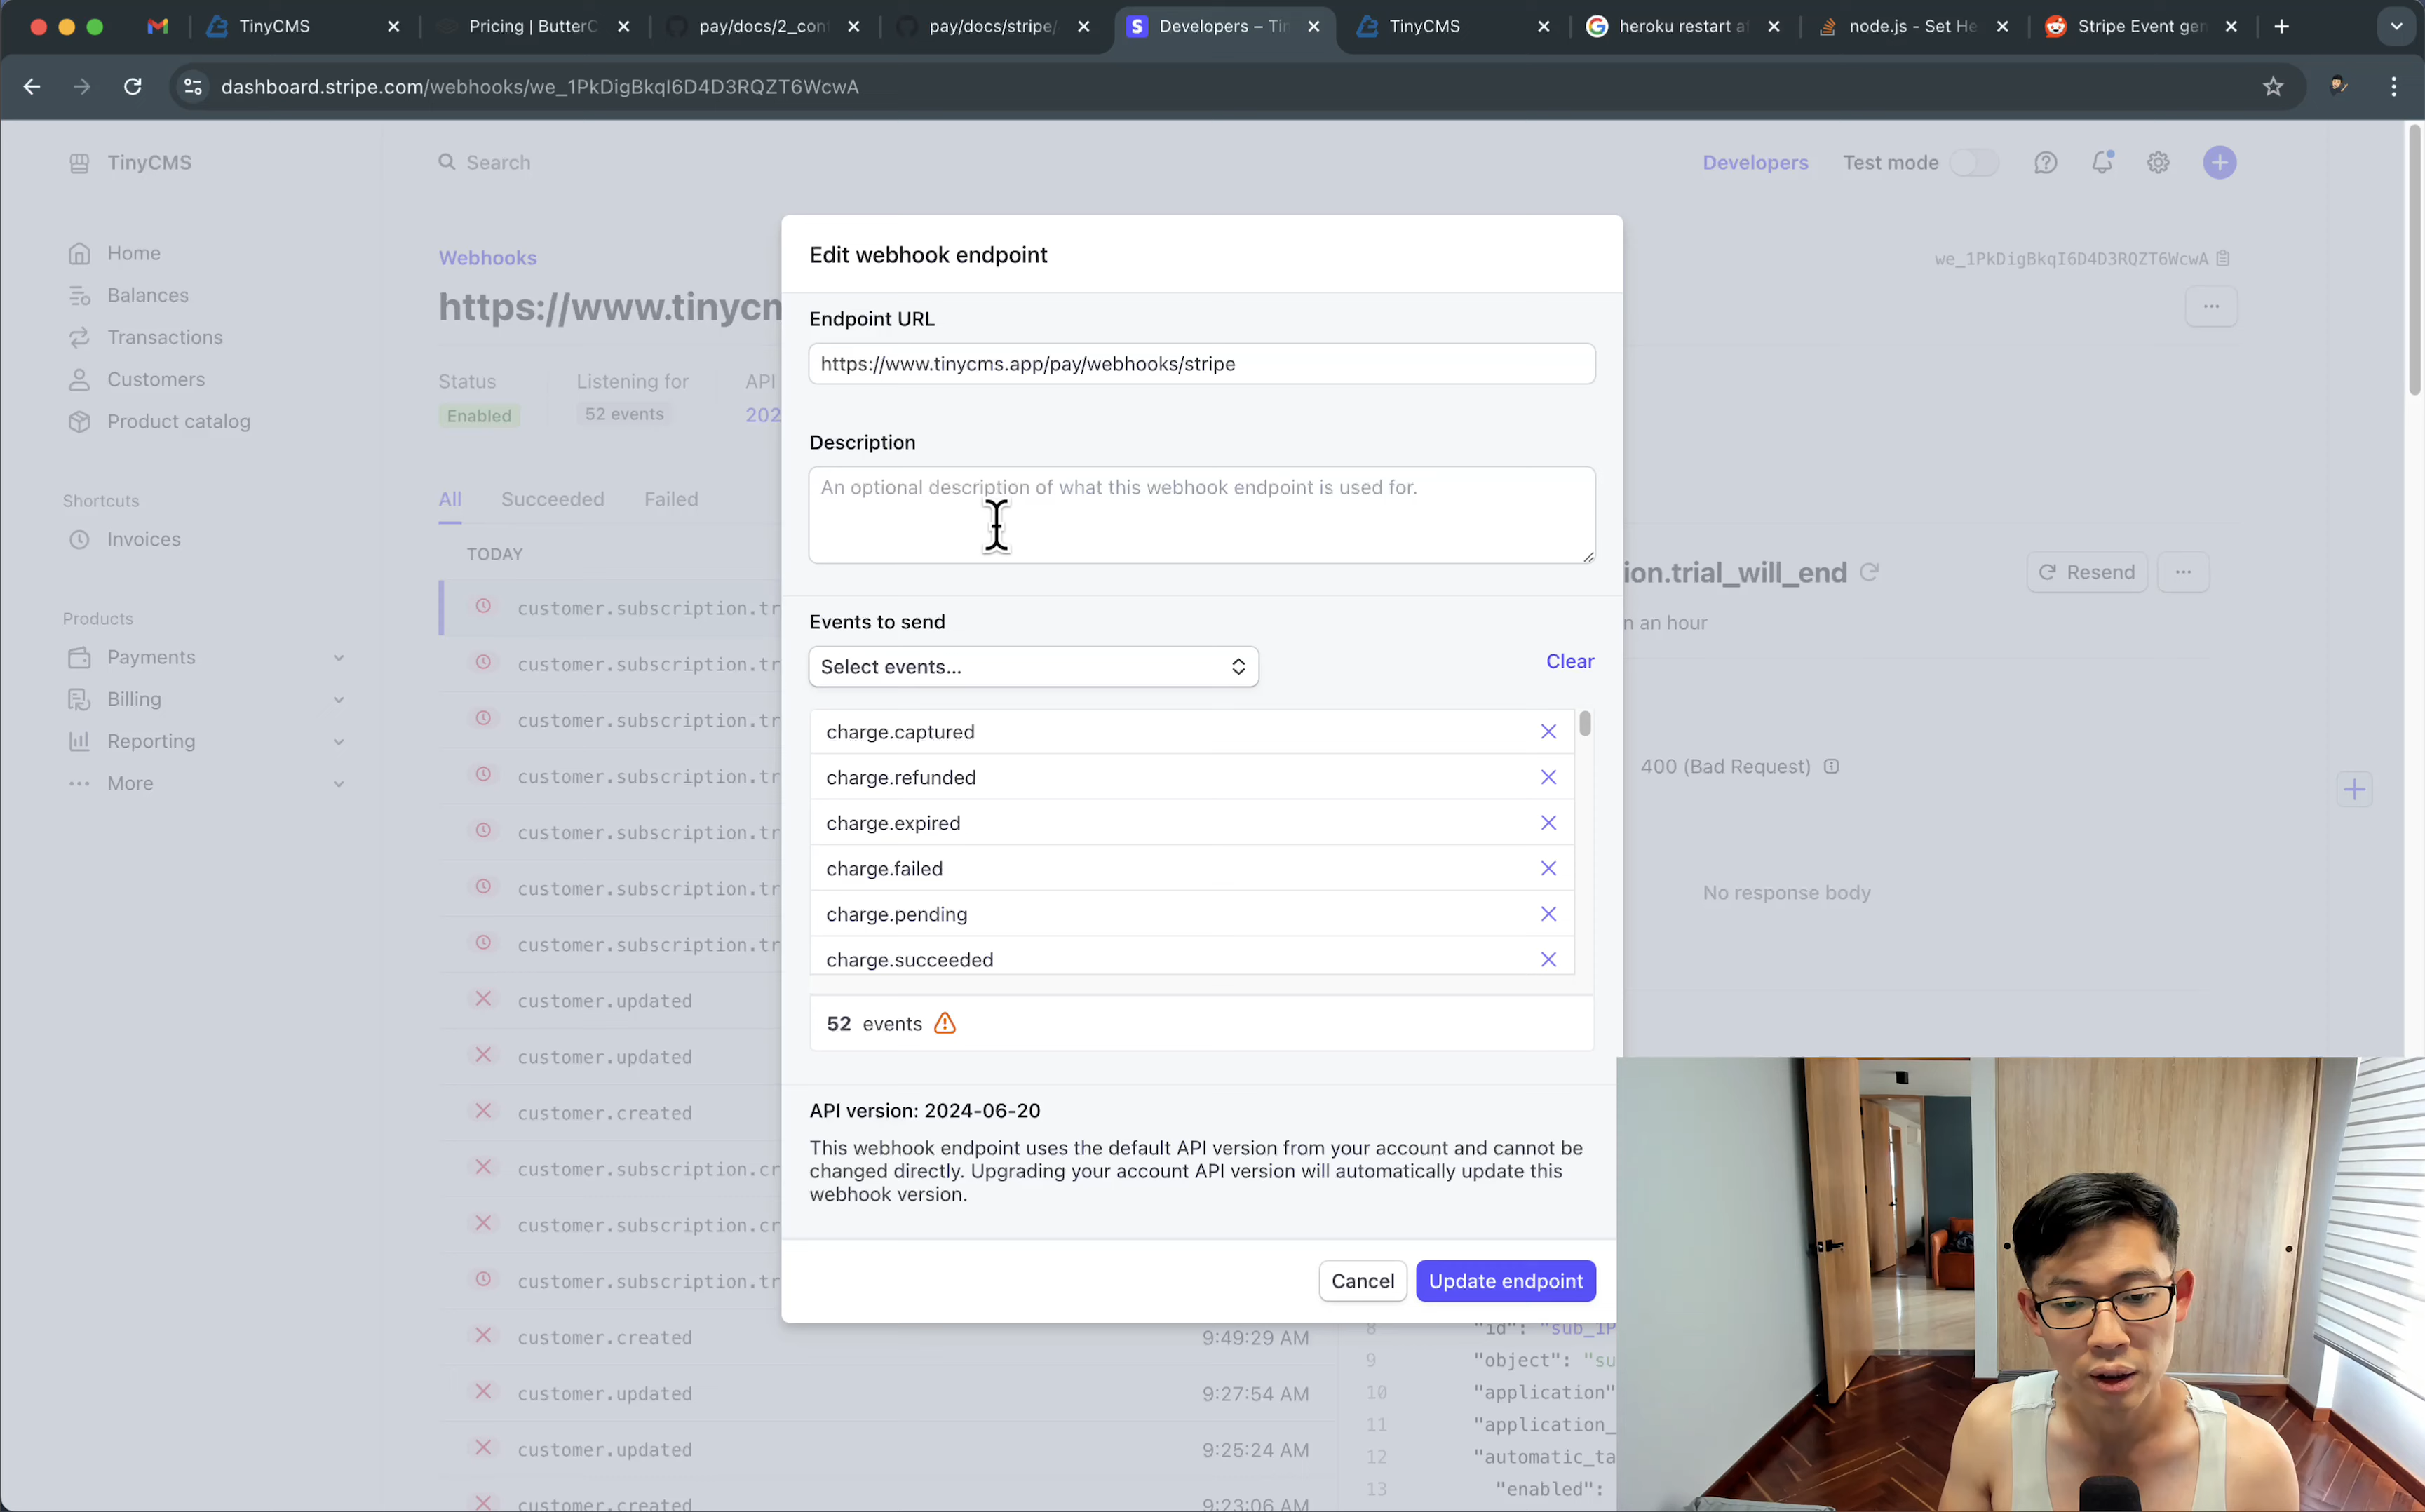 TinyCMS
Pricing | ButterC
pay/docs/2_con
pay/docs/stripe/
Developers – Tin
TinyCMS
heroku restart a
node.js - Set He
Stripe Event gen
dashboard.stripe.com/webhooks/we_1PkDigBkqI6D4D3RQZT6WcwA
TinyCMS
Search
Developers
Test mode
Home
Balances
Transactions
Customers
Product catalog
Shortcuts
Invoices
Products
Payments
Billing
Reporting
More
Webhooks
we_1PkDigBkqI6D4D3RQZT6WcwA
https://www.tinycm
Status
Listening for
API
Enabled
52 events
202
All
Succeeded
Failed
TODAY
customer.subscription.tr
customer.subscription.tr
customer.subscription.tr
customer.subscription.tr
customer.subscription.tr
customer.subscription.tr
customer.subscription.tr
customer.updated
customer.updated
customer.created
customer.subscription.cr
customer.subscription.cr
customer.subscription.tr
customer.created 9:49:29 AM
customer.updated 9:27:54 AM
customer.updated 9:25:24 AM
customer.created 9:23:06 AM
Edit webhook endpoint
Endpoint URL
https://www.tinycms.app/pay/webhooks/stripe
Description
An optional description of what this webhook endpoint is used for.
Events to send
Select events...
Clear
charge.captured
charge.refunded
charge.expired
charge.failed
charge.pending
charge.succeeded
52 events
API version: 2024-06-20
This webhook endpoint uses the default API version from your account and cannot be
changed directly. Upgrading your account API version will automatically update this
webhook version.
Cancel
Update endpoint
ion.trial_will_end
Resend
n an hour
400 (Bad Request)
No response body
8 "id": "sub_1P
9 "object": "su
10 "application"
11 "application_
12 "automatic_ta
13 "enabled":